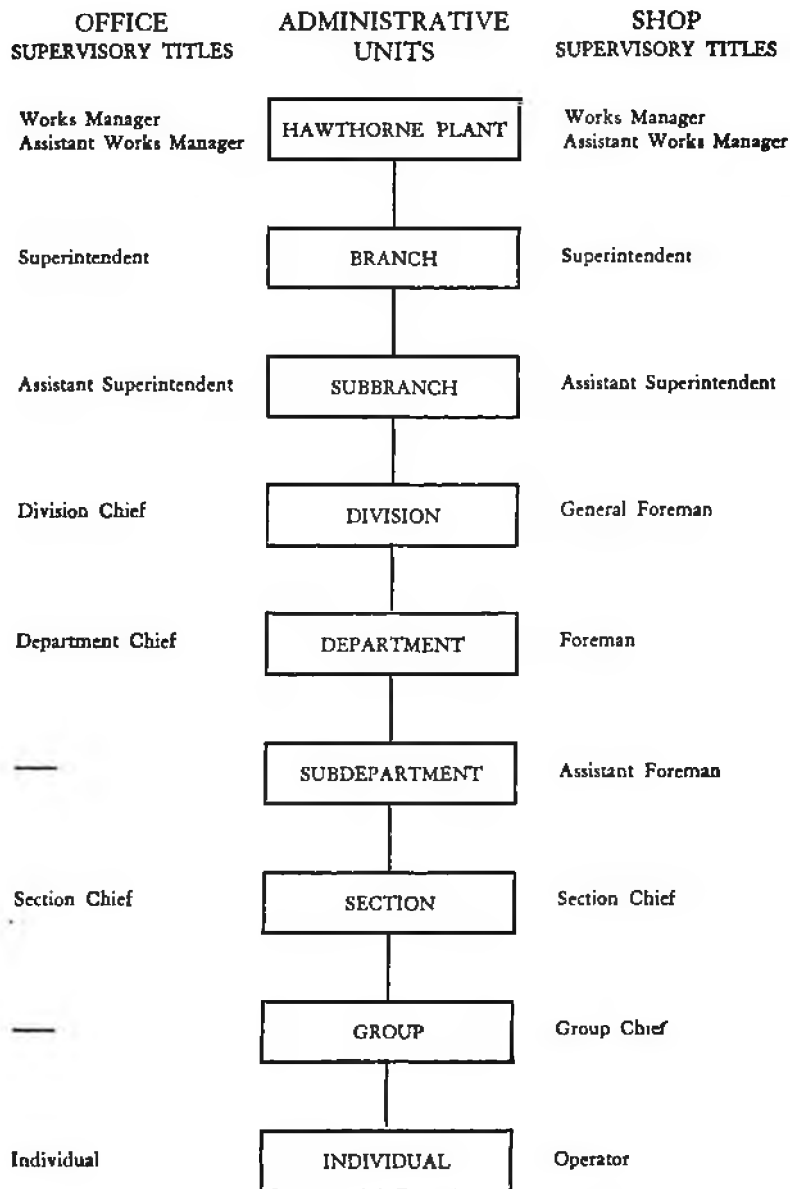 OFFICE
SUPERVISORY TITLES
ADMINISTRATIVE
UNITS
SHOP
SUPERVISORY TITLES
Works Manager
Assistant Works Manager
HAWTHORNE PLANT
Works Manager
Assistant Works Manager
Superintendent
BRANCH
Superintendent
Assistant Superintendent
SUBBRANCH
Assistant Superintendent
Division Chief
DIVISION
General Foreman
Department Chief
DEPARTMENT
Foreman
—
SUBDEPARTMENT
Assistant Foreman
Section Chief
SECTION
Section Chief
—
GROUP
Group Chief
Individual
INDIVIDUAL
Operator